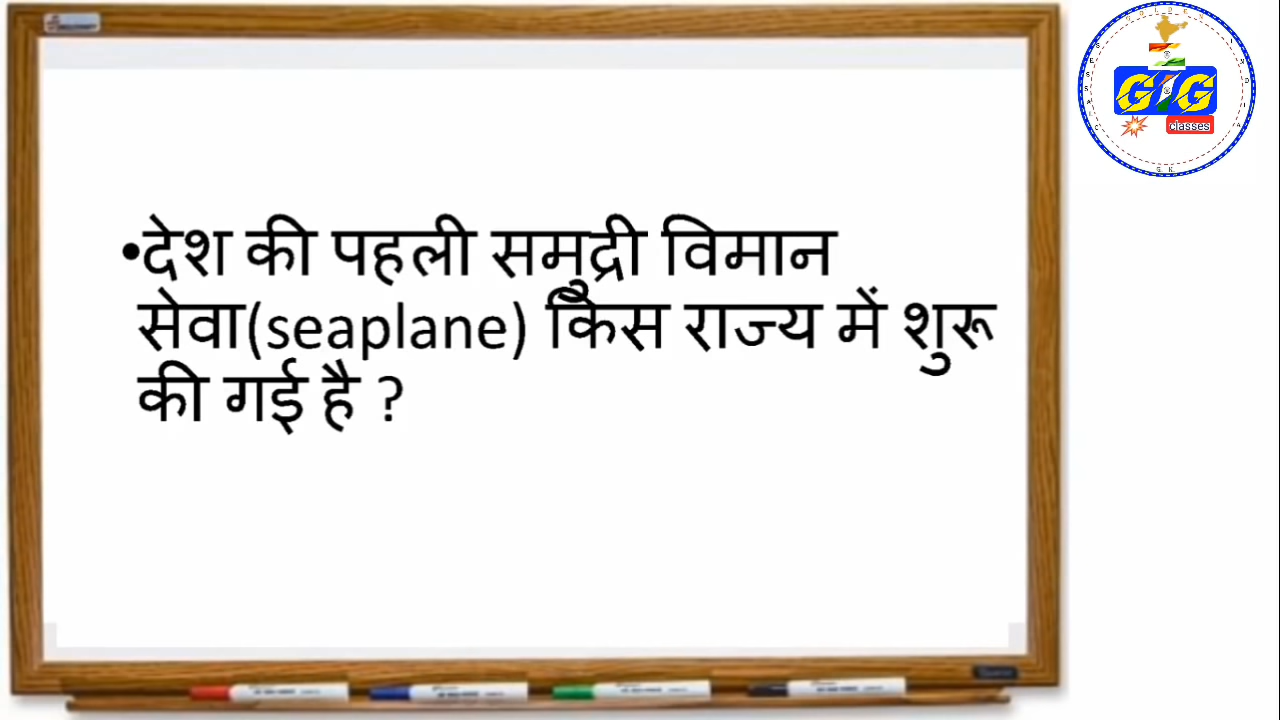 •देश की पहली समुद्री विमान
सेवा(seaplane) किस राज्य में शुरू
की गई है ?
GIG
classes